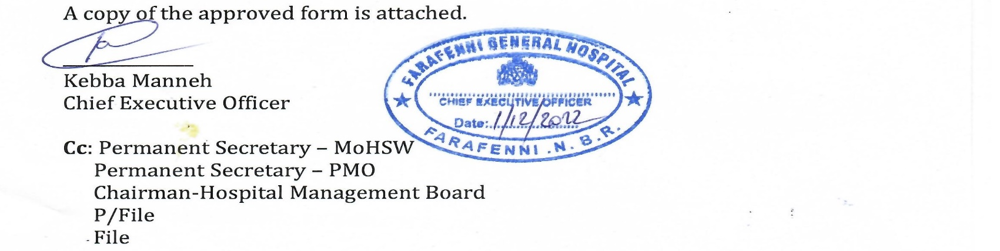 A copy of the approved form is attached.
Kebba Manneh
Chief Executive Officer
FARAFENNI GENERAL HOSPITAL
CHIEF EXECUTIVE OFFICER
Date: 1/12/2022
FARAFENNI . N. B. R.
Cc: Permanent Secretary – MoHSW
Permanent Secretary – PMO
Chairman-Hospital Management Board
P/File
File